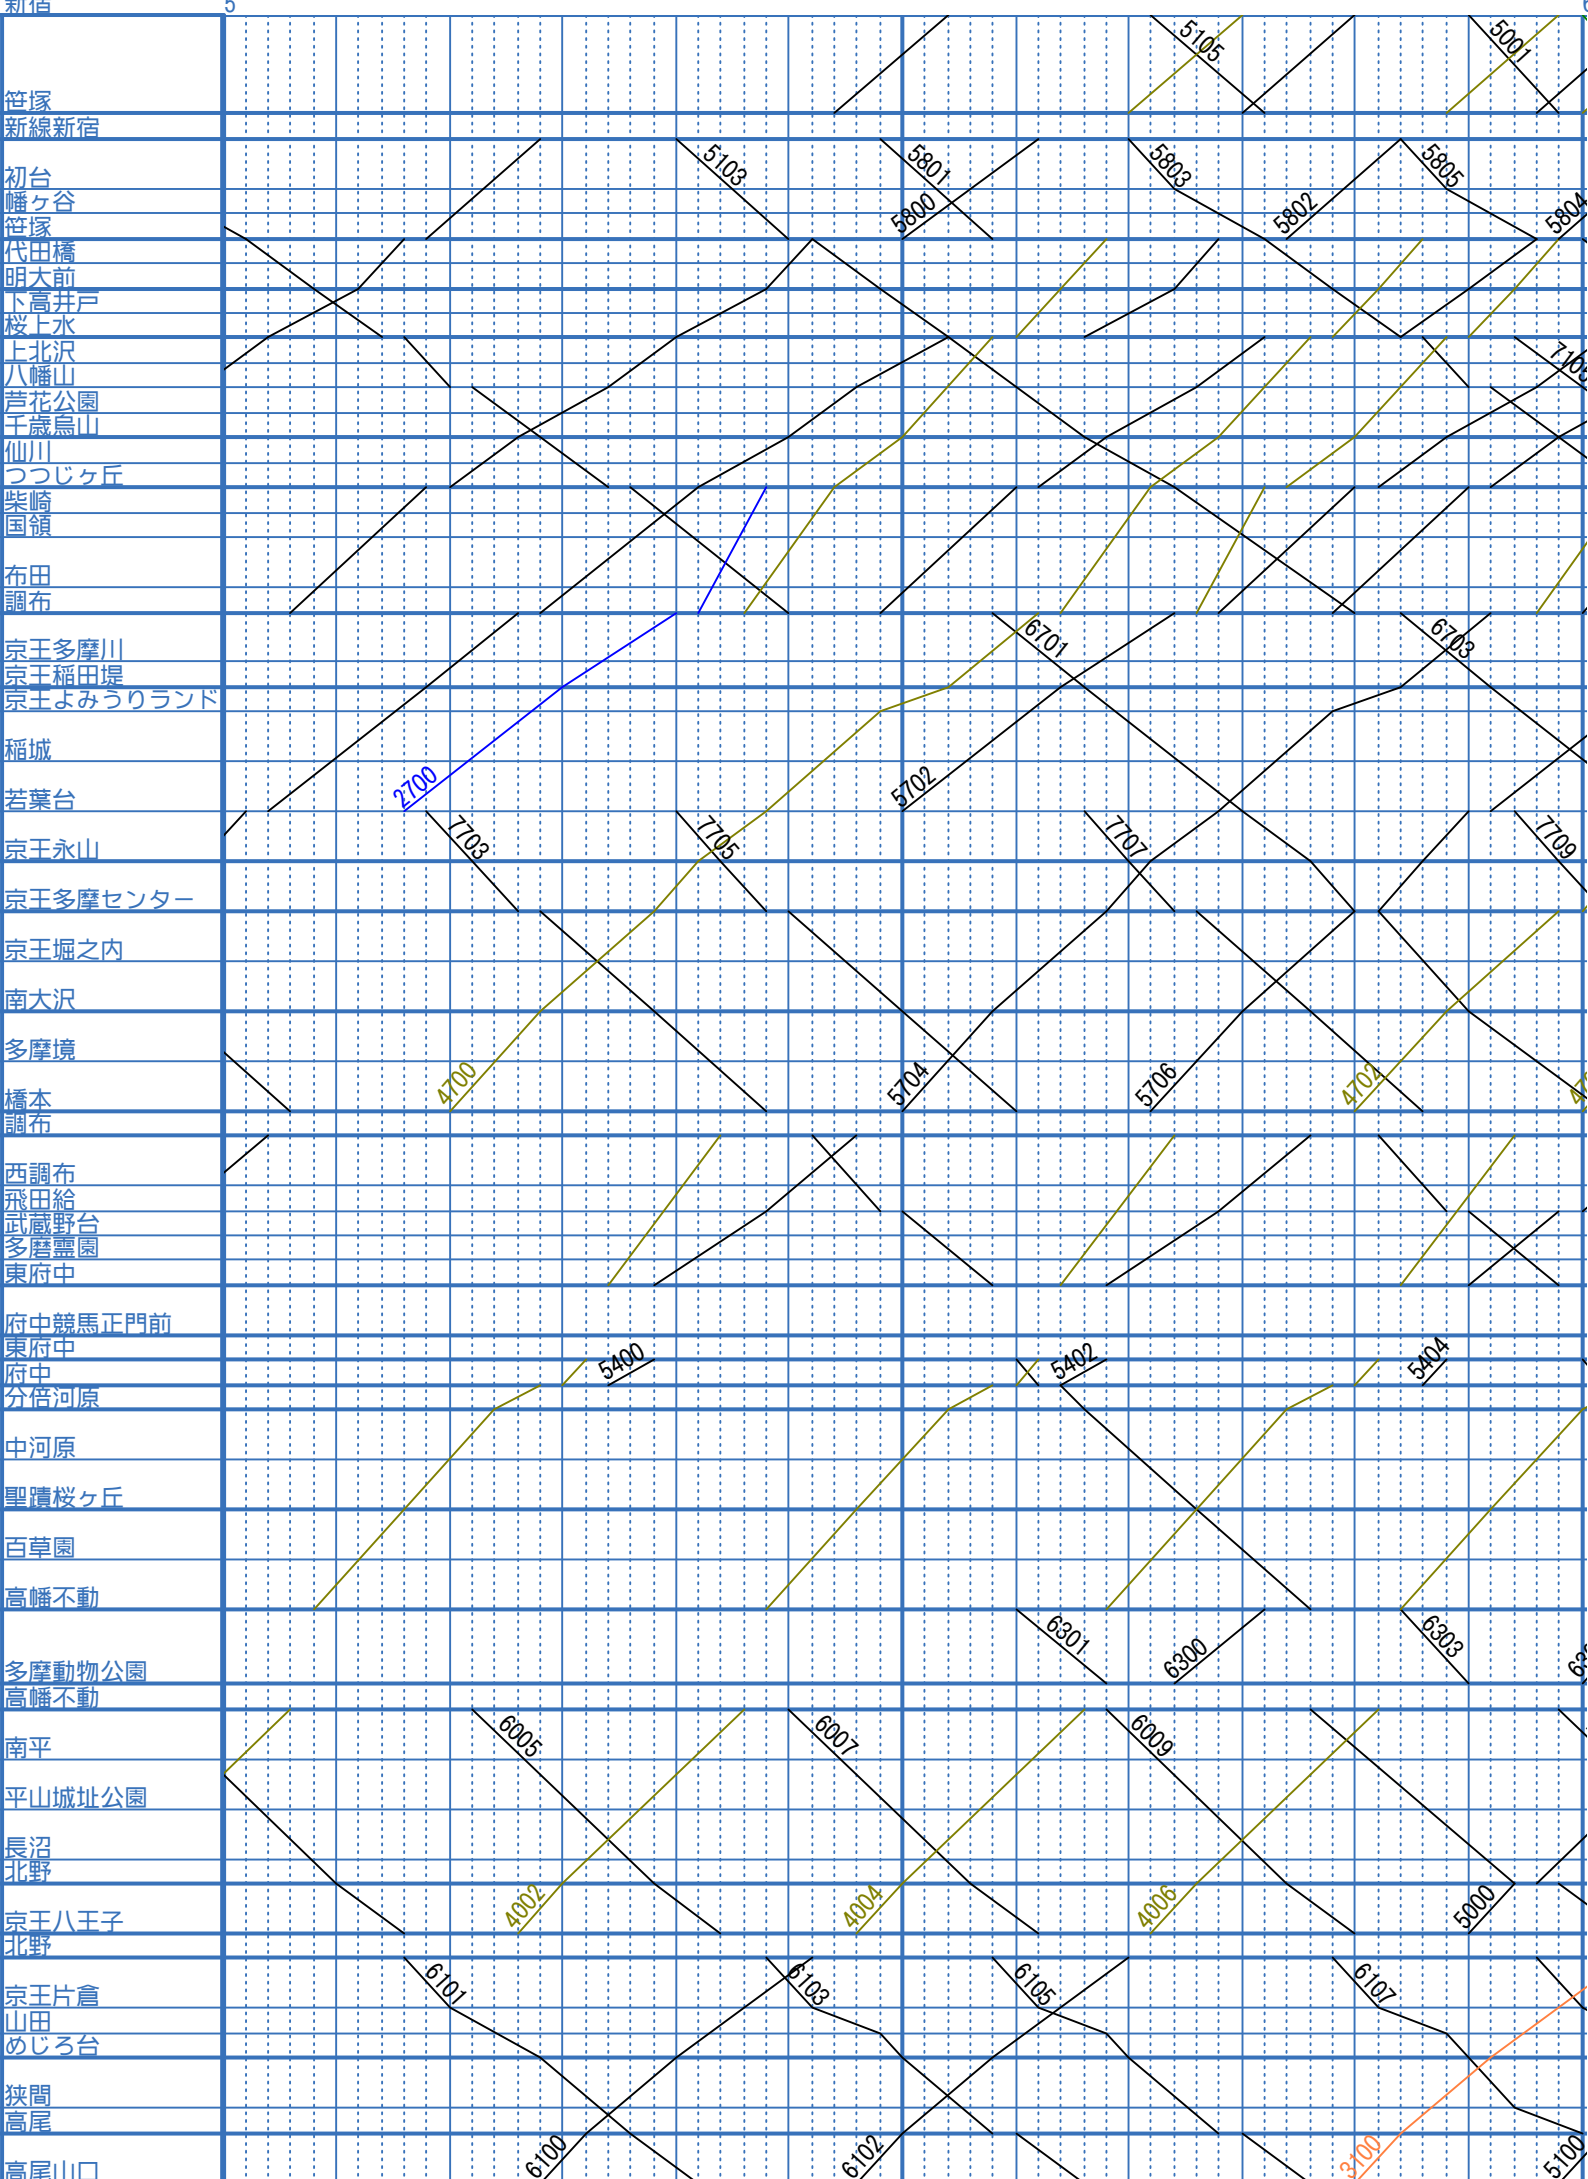 新宿 5 6
5105 5001
笹塚
新線新宿
5103 5801 5803 5805
初台
幡ヶ谷
5800 5802 5804
笹塚
代田橋
明大前
下高井戸
桜上水
上北沢
7105
八幡山
芦花公園
千歳烏山
仙川
つつじヶ丘
柴崎
国領
布田
調布
6701 6703
京王多摩川
京王稲田堤
京王よみうりランド
稲城
2700 5702
若葉台
7703 7705 7707 7709
京王永山
京王多摩センター
京王堀之内
南大沢
多摩境
4700 5704 5706 4702
橋本
調布
西調布
飛田給
武蔵野台
多磨霊園
東府中
府中競馬正門前
東府中
5400 5402 5404
府中
分倍河原
中河原
聖蹟桜ヶ丘
百草園
高幡不動
6301 6300 6303
多摩動物公園
高幡不動
6005 6007 6009
南平
平山城址公園
長沼
北野
4002 4004 4006 5000
京王八王子
北野
6101 6103 6105 6107
京王片倉
山田
めじろ台
狭間
高尾
6100 6102 3100 5100
高尾山口